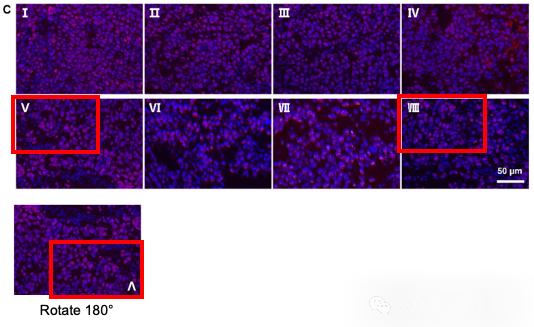 C
I II III IV
V VI VII VIII
50 μm
V
Rotate 180°